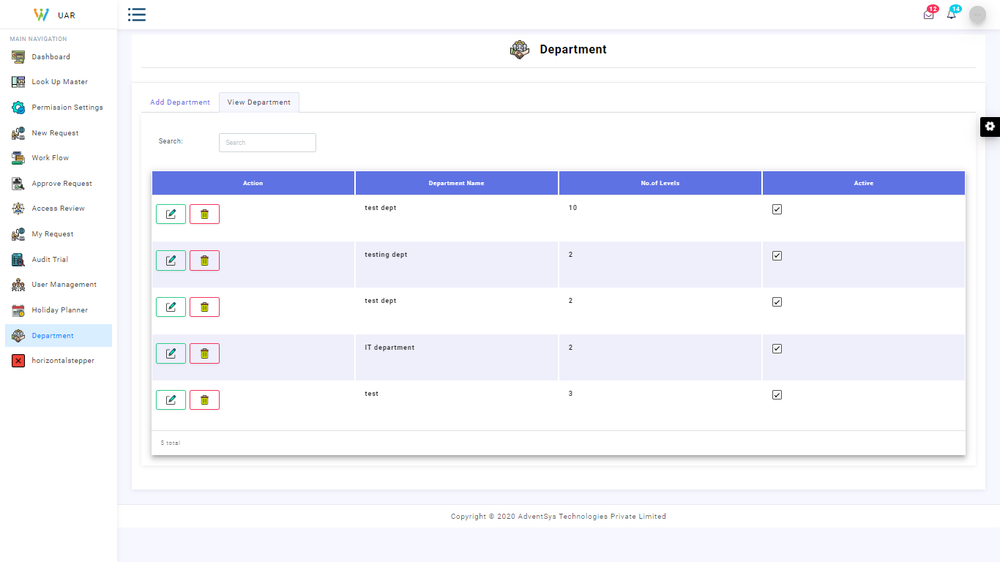 UAR
12
14
MAIN NAVIGATION
Dashboard
Look Up Master
Permission Settings
New Request
Work Flow
Approve Request
Access Review
My Request
Audit Trial
User Management
Holiday Planner
Department
horizontalstepper
Department
Add Department
View Department
Search:
Search
Action
Department Name
No.of Levels
Active
test dept
10
testing dept
2
test dept
2
IT department
2
test
3
5 total
Copyright © 2020 AdventSys Technologies Private Limited